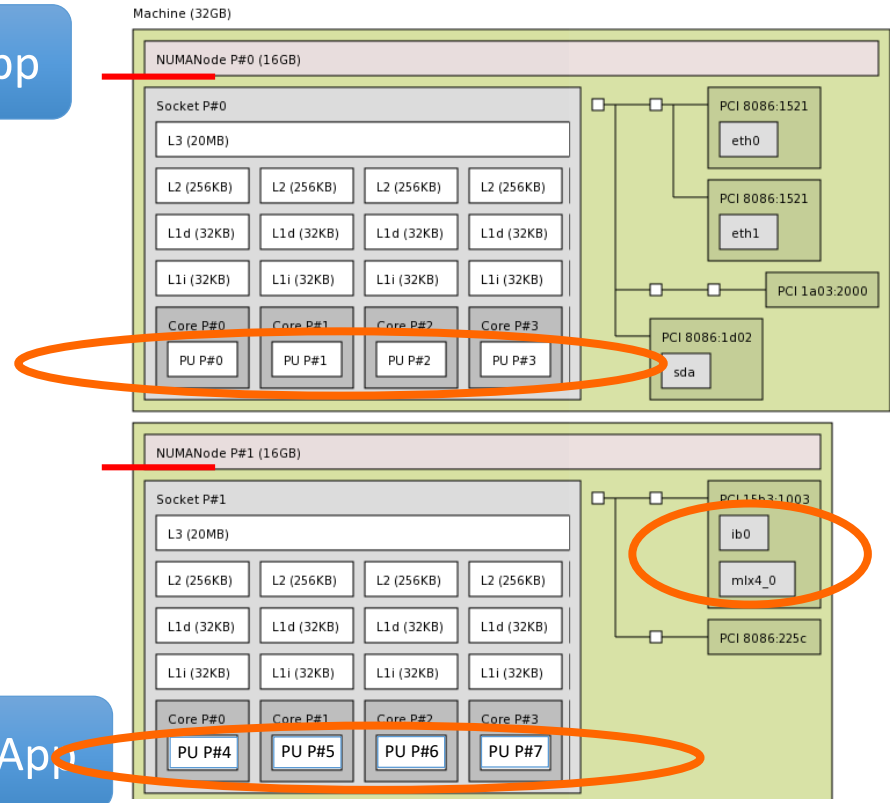 Machine (32GB)
pp
NUMANode P#0 (16GB)
Socket P#0
L3 (20MB)
L2 (256KB) L2 (256KB) L2 (256KB) L2 (256KB)
L1d (32KB) L1d (32KB) L1d (32KB) L1d (32KB)
L1i (32KB) L1i (32KB) L1i (32KB) L1i (32KB)
Core P#0 Core P#1 Core P#2 Core P#3
PU P#0 PU P#1 PU P#2 PU P#3
PCI 8086:1521
eth0
PCI 8086:1521
eth1
PCI 1a03:2000
PCI 8086:1d02
sda
NUMANode P#1 (16GB)
Socket P#1
L3 (20MB)
L2 (256KB) L2 (256KB) L2 (256KB) L2 (256KB)
L1d (32KB) L1d (32KB) L1d (32KB) L1d (32KB)
L1i (32KB) L1i (32KB) L1i (32KB) L1i (32KB)
Core P#0 Core P#1 Core P#2 Core P#3
PU P#4 PU P#5 PU P#6 PU P#7
PCI 15b3:1003
ib0
mlx4_0
PCI 8086:225c
App